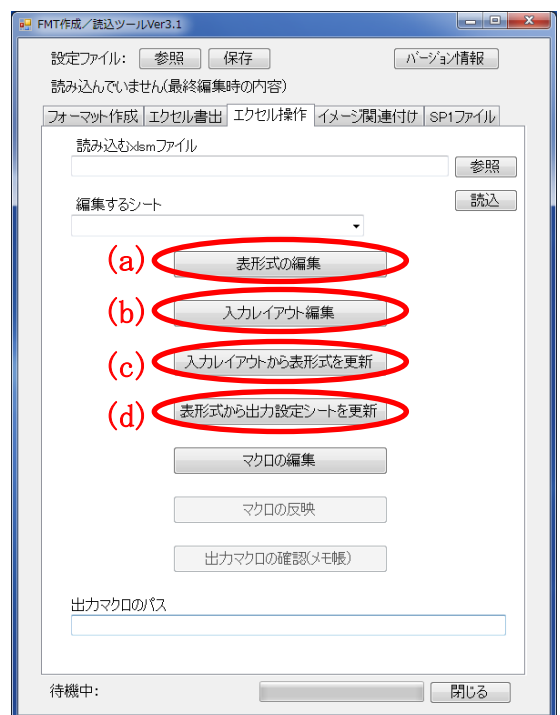 FMT作成／読込ツールVer3.1
設定ファイル: 参照 保存 バージョン情報
読み込んでいません(最終編集時の内容)
フォーマット作成 エクセル書出 エクセル操作 イメージ関連付け SP1ファイル
読み込むxlsmファイル
参照
編集するシート 読込
(a) 表形式の編集
(b) 入力レイアウト編集
(c) 入力レイアウトから表形式を更新
(d) 表形式から出力設定シートを更新
マクロの編集
マクロの反映
出力マクロの確認(メモ帳)
出力マクロのパス
待機中: 閉じる